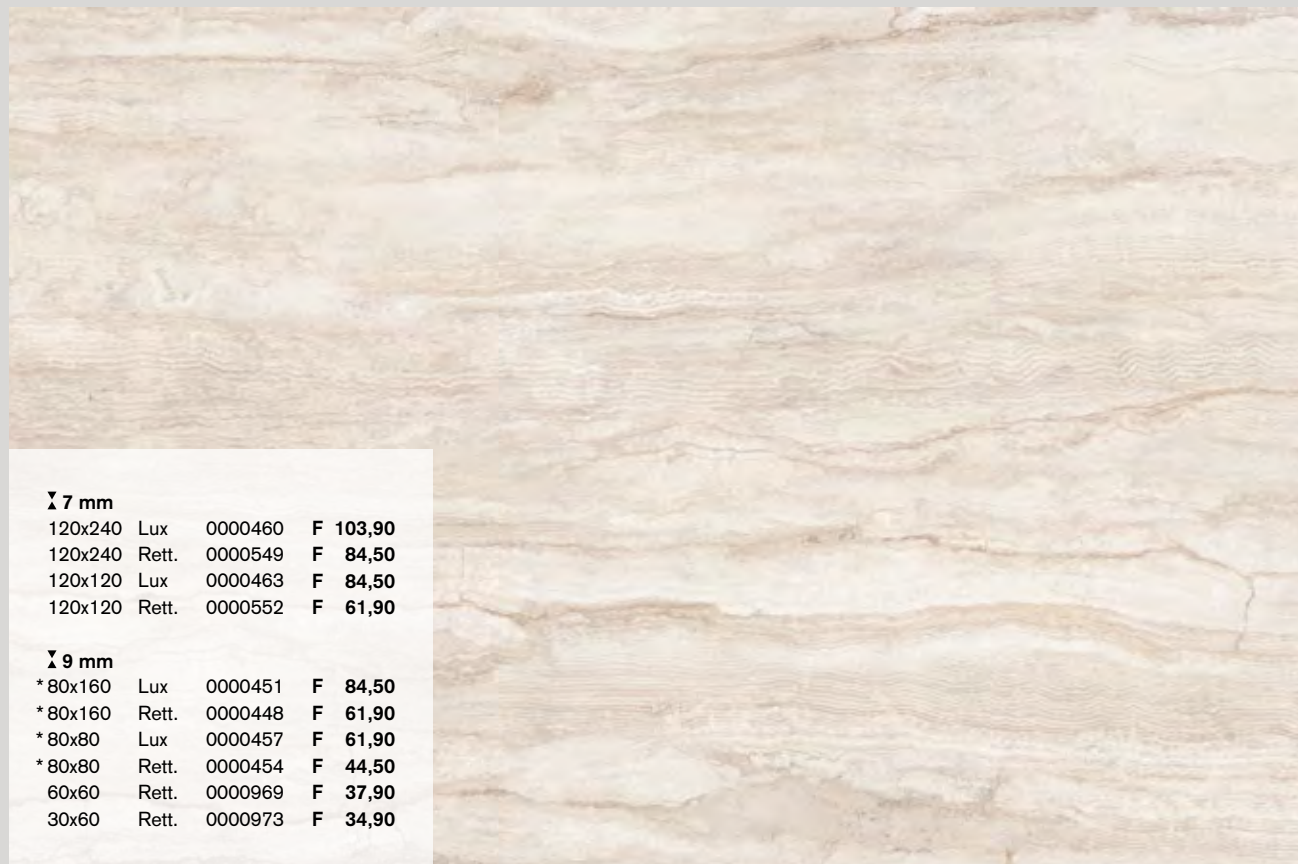 7 mm
120x240 Lux 0000460 F 103,90
120x240 Rett. 0000549 F 84,50
120x120 Lux 0000463 F 84,50
120x120 Rett. 0000552 F 61,90
9 mm
*80x160 Lux 0000451 F 84,50
*80x160 Rett. 0000448 F 61,90
*80x80 Lux 0000457 F 61,90
*80x80 Rett. 0000454 F 44,50
60x60 Rett. 0000969 F 37,90
30x60 Rett. 0000973 F 34,90